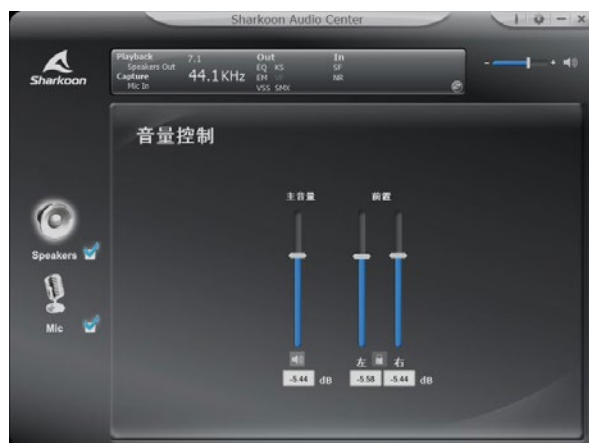 Sharkoon Audio Center
i
Sharkoon
Playback 7.1 Out In
Speakers Out EQ KS SF
Capture 44.1KHz EM VF NR
Mic In VSS SMX
- +
音量控制
主音量 前置
Speakers
Mic
左 右
-5.44 dB -5.58 -5.44 dB